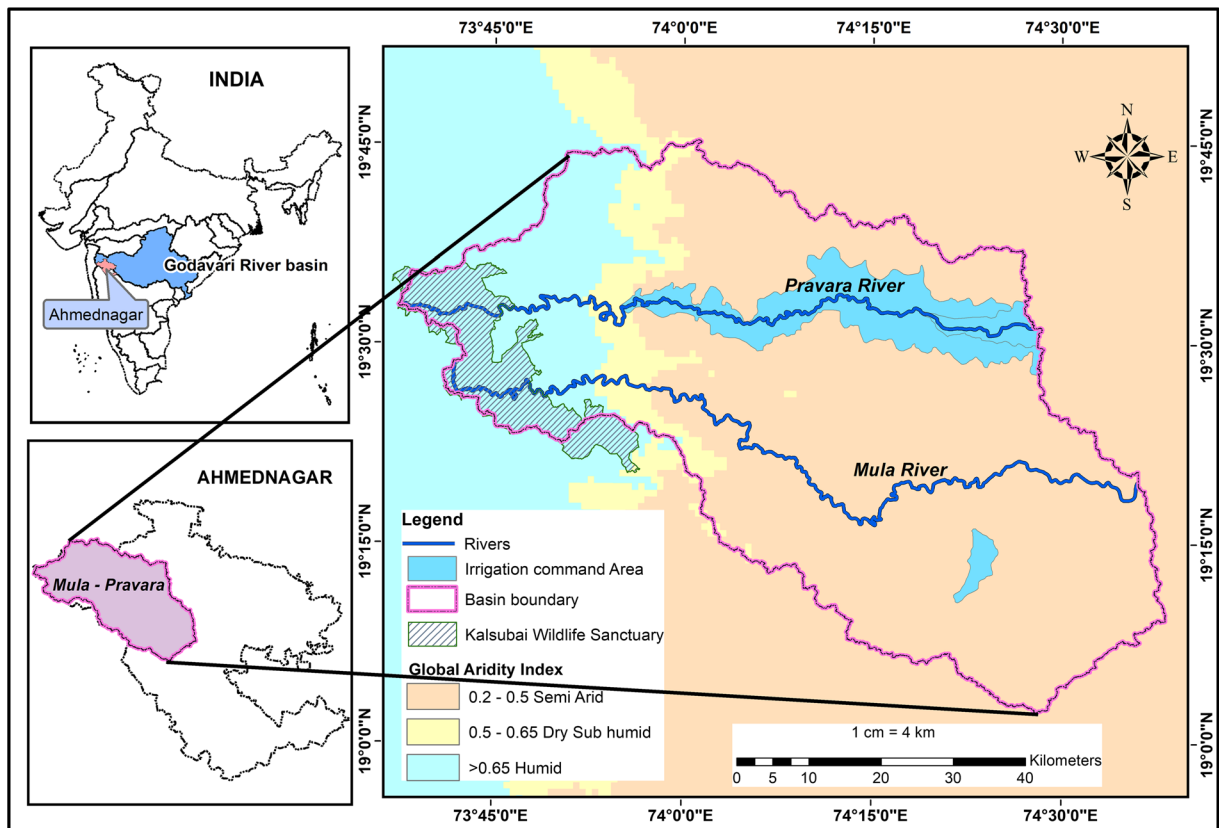 73°45'0"E 74°0'0"E 74°15'0"E 74°30'0"E
INDIA
Godavari River basin
Ahmednagar
AHMEDNAGAR
Mula - Pravara
19°45'0"N
19°30'0"N
19°15'0"N
19°0'0"N
N
W E
S
Pravara River
Mula River
19°45'0"N
19°30'0"N
19°15'0"N
19°0'0"N
Legend
Rivers
Irrigation command Area
Basin boundary
Kalsubai Wildlife Sanctuary
Global Aridity Index
0.2 - 0.5 Semi Arid
0.5 - 0.65 Dry Sub humid
>0.65 Humid
1 cm = 4 km
Kilometers
0 5 10 20 30 40
73°45'0"E 74°0'0"E 74°15'0"E 74°30'0"E